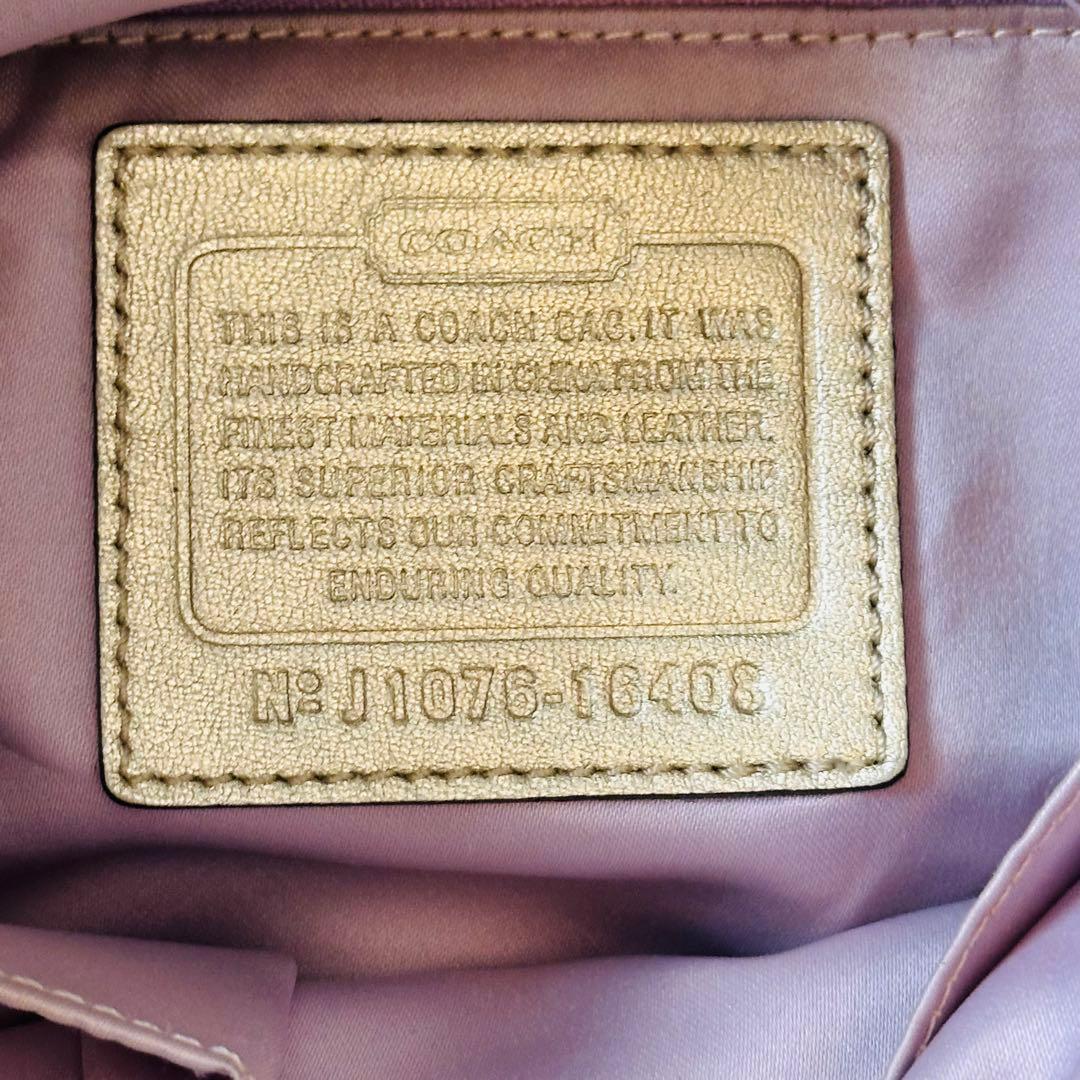 COACH
THIS IS A COACH BAG. IT WAS
HANDCRAFTED IN CHINA FROM THE
FINEST MATERIALS AND LEATHER.
ITS SUPERIOR CRAFTSMANSHIP
REFLECTS OUR COMMITMENT TO
ENDURING QUALITY.
Nº J1076-16408